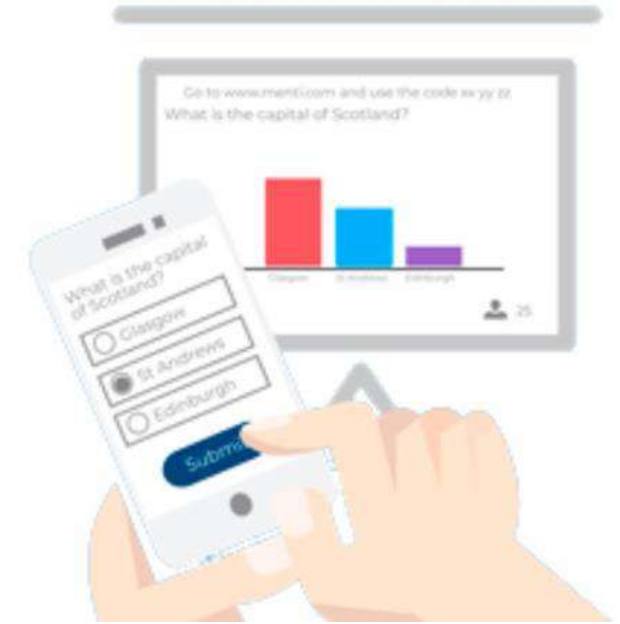 Go to www.menti.com and use the code xx yy zz
What is the capital of Scotland?
Glasgow St Andrews Edinburgh
25
What is the capital
of Scotland?
Glasgow
St Andrews
Edinburgh
Submit